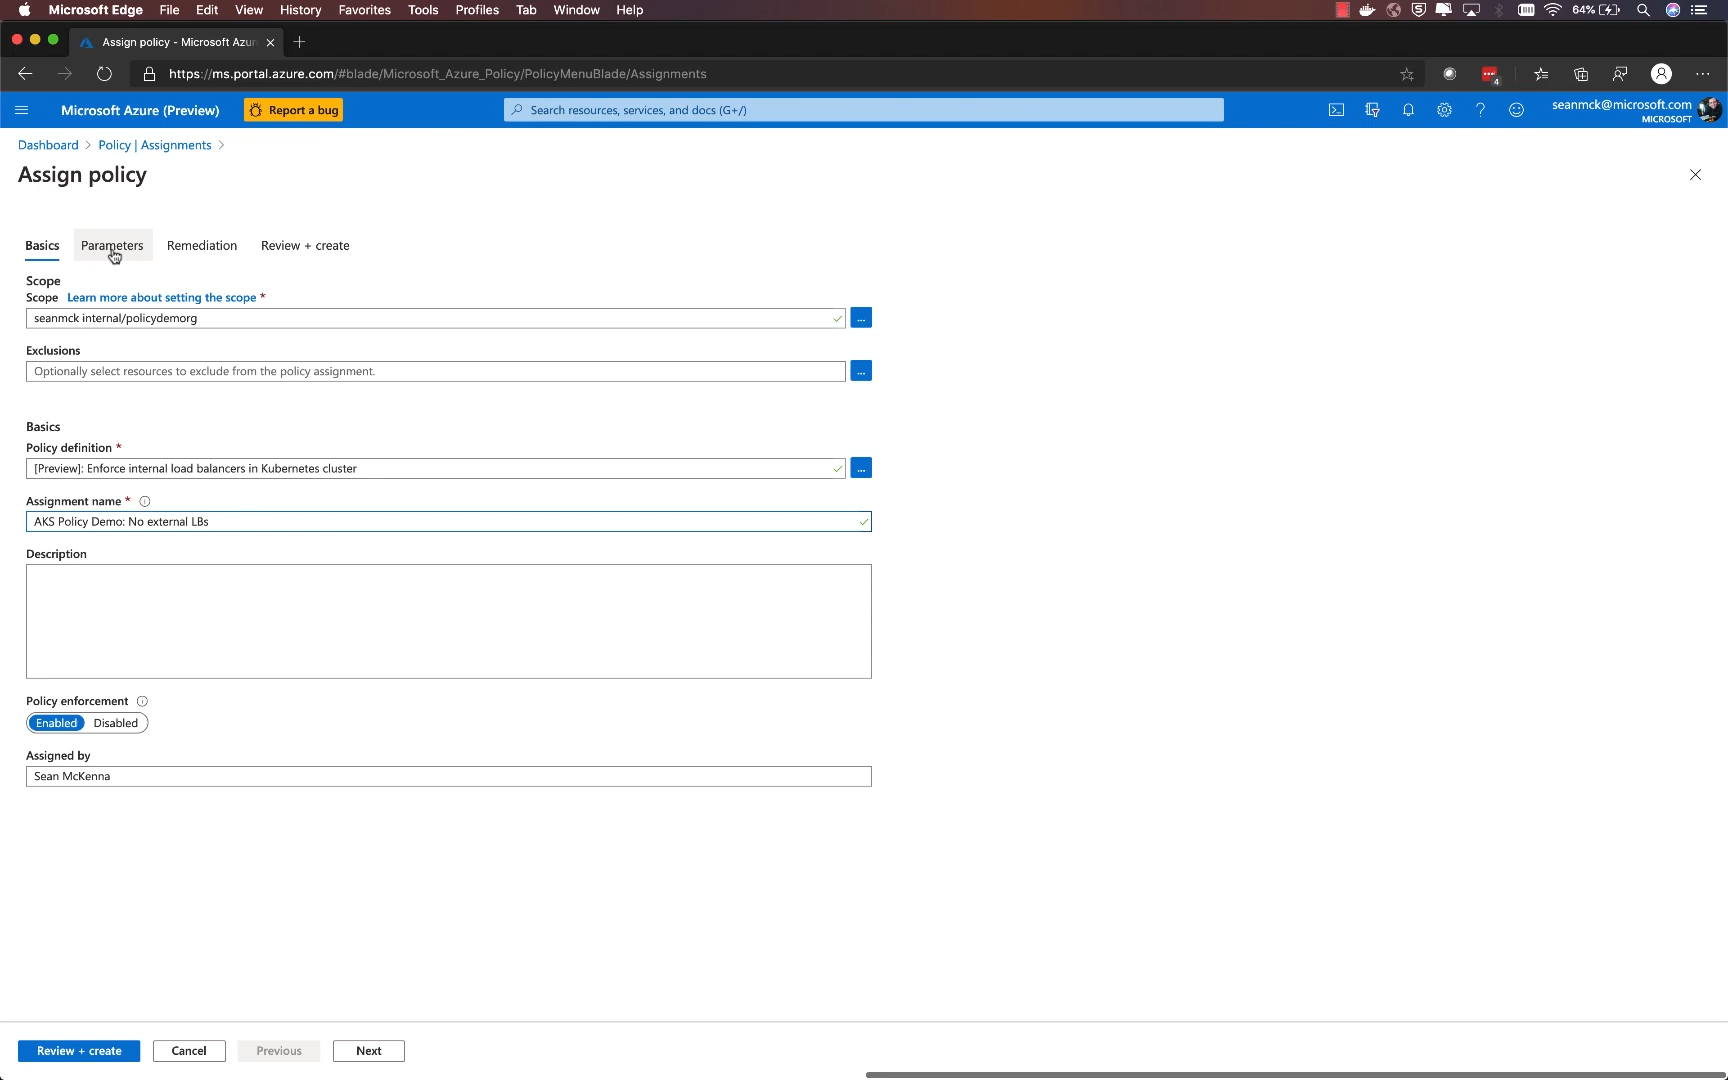 Microsoft Edge File Edit View History Favorites Tools Profiles Tab Window Help 64%
Assign policy - Microsoft Azur
https://ms.portal.azure.com/#blade/Microsoft_Azure_Policy/PolicyMenuBlade/Assignments 4
Microsoft Azure (Preview) Report a bug Search resources, services, and docs (G+/) seanmck@microsoft.com
MICROSOFT
Dashboard > Policy | Assignments >
Assign policy
Basics Parameters Remediation Review + create
Scope
Scope Learn more about setting the scope *
seanmck internal/policydemorg ...
Exclusions
Optionally select resources to exclude from the policy assignment. ...
Basics
Policy definition *
[Preview]: Enforce internal load balancers in Kubernetes cluster ...
Assignment name *
AKS Policy Demo: No external LBs
Description
Policy enforcement
Enabled Disabled
Assigned by
Sean McKenna
Review + create Cancel Previous Next